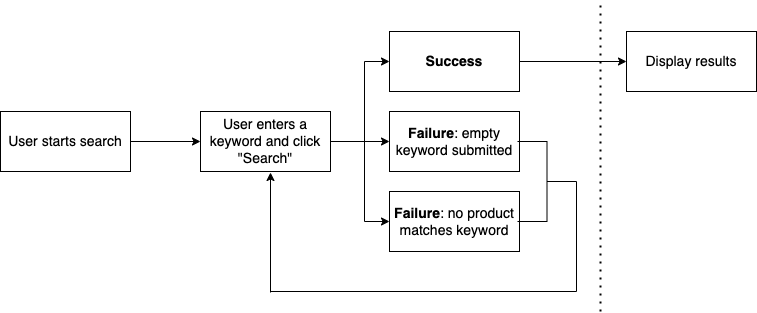 Success
Display results
User starts search
User enters a
keyword and click
"Search"
Failure: empty
keyword submitted
Failure: no product
matches keyword